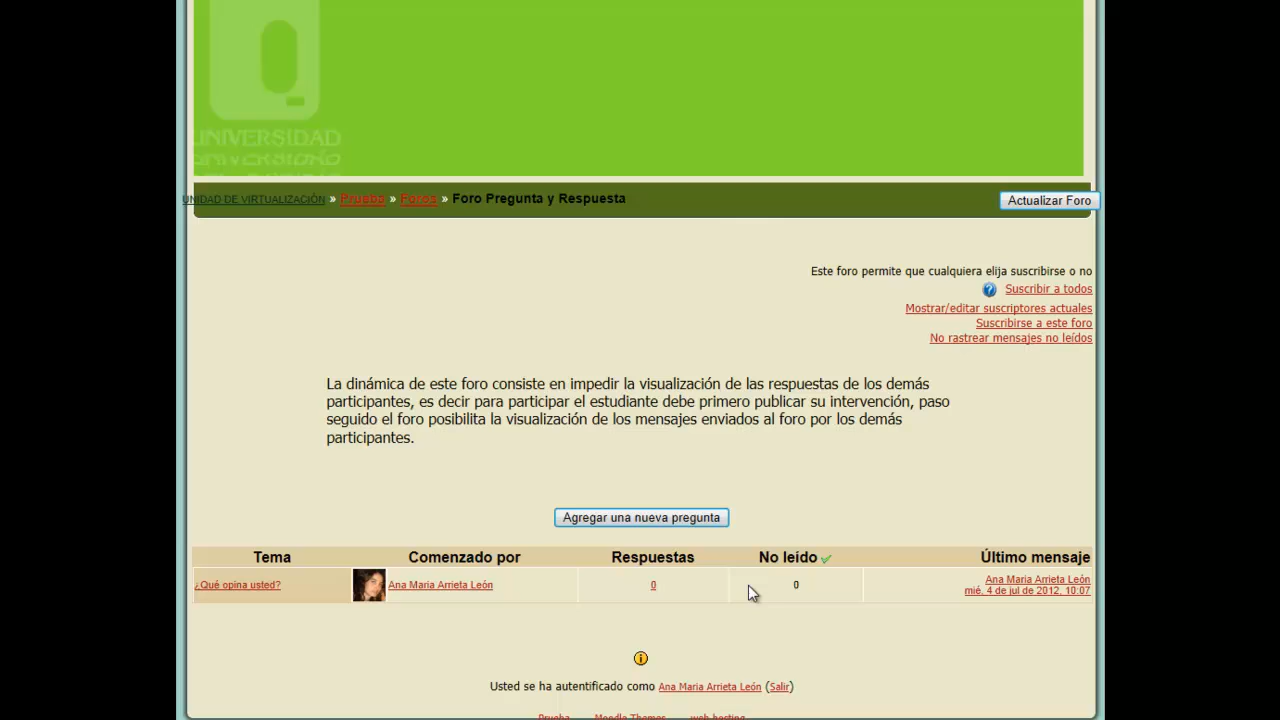 UNIVERSIDAD
UNIDAD DE VIRTUALIZACIÓN » Prueba » Foros » Foro Pregunta y Respuesta
Actualizar Foro
Este foro permite que cualquiera elija suscribirse o no
Suscribir a todos
Mostrar/editar suscriptores actuales
Suscribirse a este foro
No rastrear mensajes no leídos
La dinámica de este foro consiste en impedir la visualización de las respuestas de los demás
participantes, es decir para participar el estudiante debe primero publicar su intervención, paso
seguido el foro posibilita la visualización de los mensajes enviados al foro por los demás
participantes.
Agregar una nueva pregunta
Tema Comenzado por Respuestas No leído Último mensaje
¿Qué opina usted? Ana Maria Arrieta León 0 0 Ana Maria Arrieta León
mié, 4 de jul de 2012, 10:07
Usted se ha autentificado como Ana Maria Arrieta León (Salir)
Prueba Moodle Themes web hosting